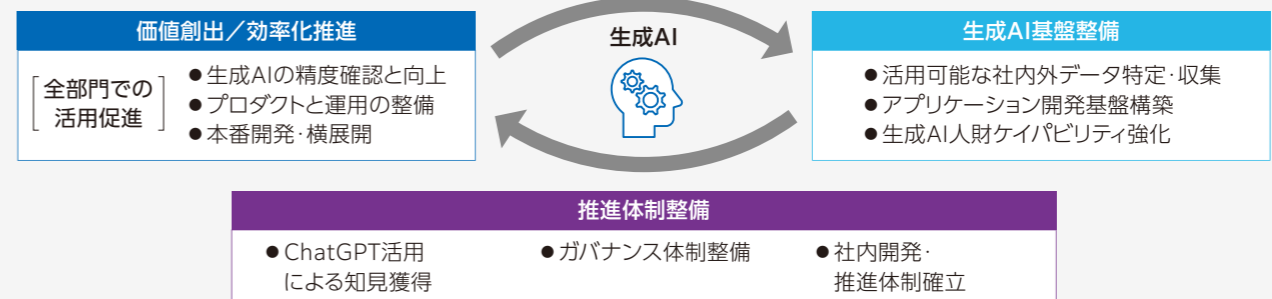 価値創出／効率化推進
[全部門での
活用促進]
●生成AIの精度確認と向上
●プロダクトと運用の整備
●本番開発・横展開
生成AI
生成AI基盤整備
●活用可能な社内外データ特定・収集
●アプリケーション開発基盤構築
●生成AI人財ケイパビリティ強化
推進体制整備
●ChatGPT活用
による知見獲得
●ガバナンス体制整備
●社内開発・
推進体制確立